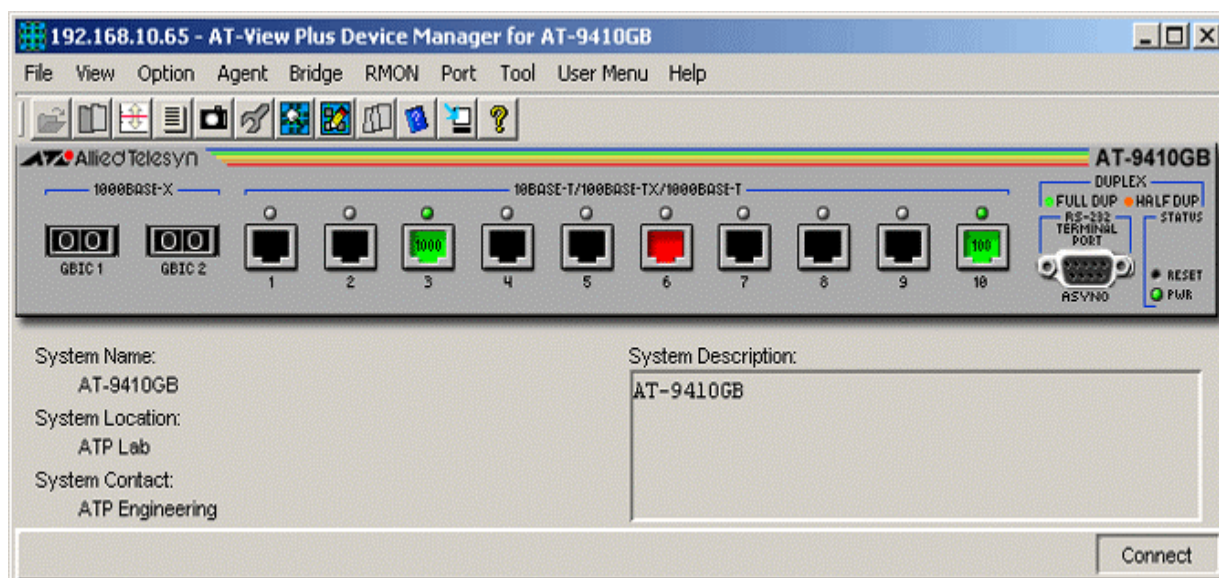 192.168.10.65 - AT-View Plus Device Manager for AT-9410GB
File View Option Agent Bridge RMON Port Tool User Menu Help
Allied Telesyn
AT-9410GB
1000BASE-X
10BASE-T/100BASE-TX/1000BASE-T
DUPLEX
FULL DUP HALF DUP
RS-232
TERMINAL
PORT
STATUS
1000
100
GBIC 1
GBIC 2
1 2 3 4 5 6 7 8 9 10
RESET
PWR
ASYNO
System Name:
AT-9410GB
System Location:
ATP Lab
System Contact:
ATP Engineering
System Description:
AT-9410GB
Connect